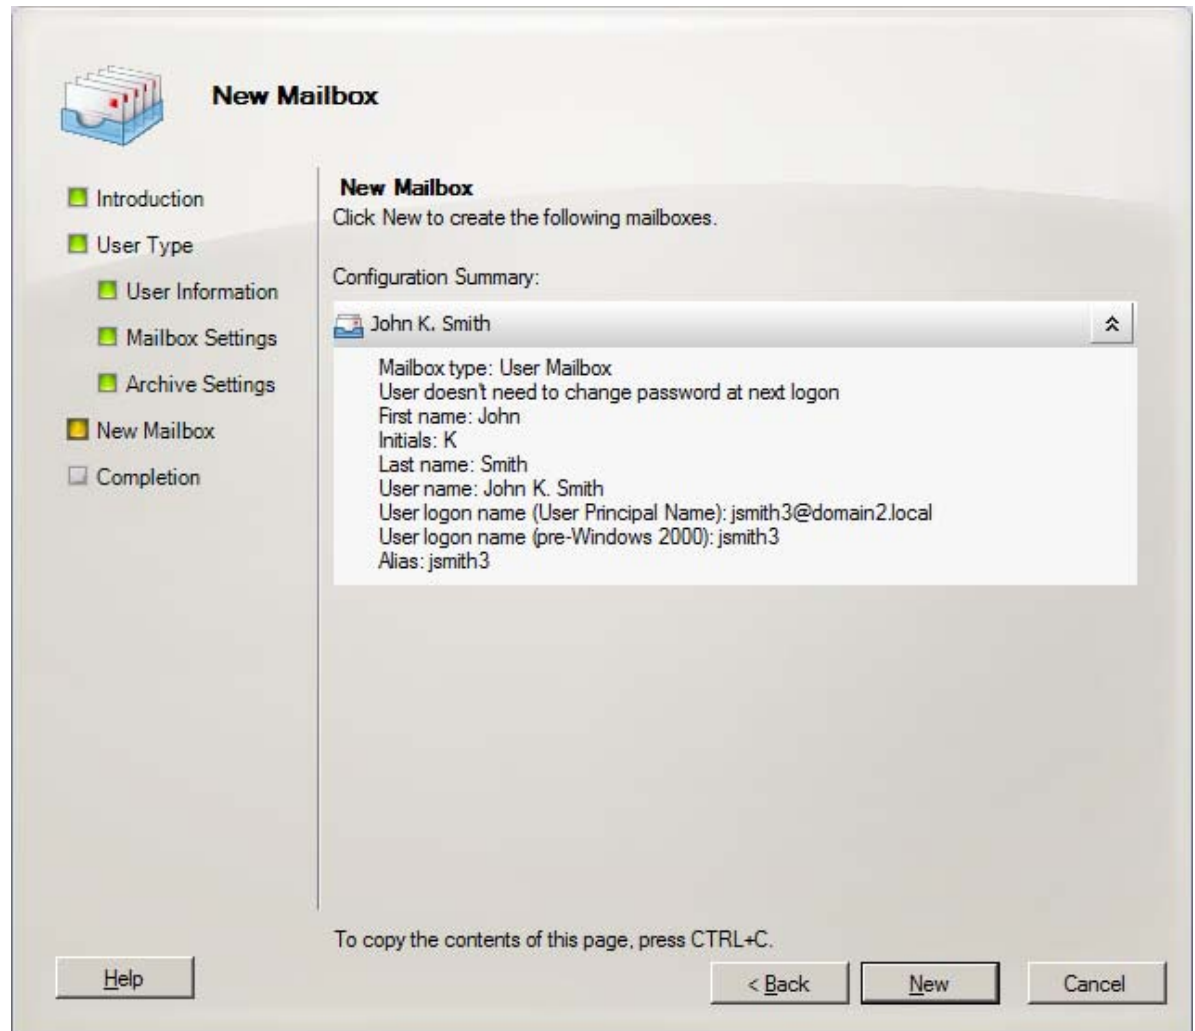 New Mailbox
Introduction
User Type
User Information
Mailbox Settings
Archive Settings
New Mailbox
Completion
New Mailbox
Click New to create the following mailboxes.
Configuration Summary:
John K. Smith
Mailbox type: User Mailbox
User doesn't need to change password at next logon
First name: John
Initials: K
Last name: Smith
User name: John K. Smith
User logon name (User Principal Name): jsmith3@domain2.local
User logon name (pre-Windows 2000): jsmith3
Alias: jsmith3
To copy the contents of this page, press CTRL+C.
Help
< Back
New
Cancel